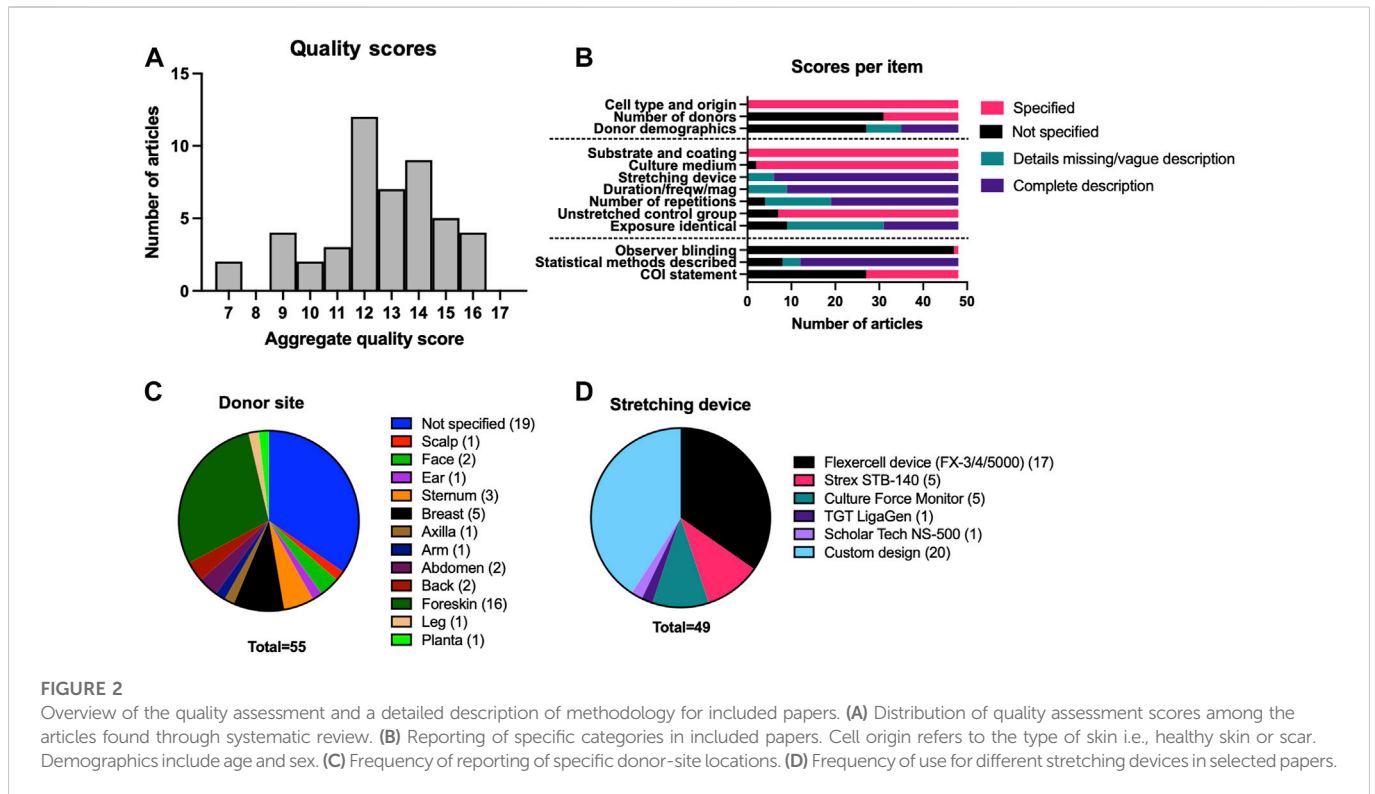 A
Quality scores
15
10
5
0
Number of articles
7 8 9 10 11 12 13 14 15 16 17
Aggregate quality score
B
Scores per item
Cell type and origin
Number of donors
Donor demographics
Substrate and coating
Culture medium
Stretching device
Duration/freqw/mag
Number of repetitions
Unstretched control group
Exposure identical
Observer blinding
Statistical methods described
COI statement
0 10 20 30 40 50
Number of articles
Specified
Not specified
Details missing/vague description
Complete description
C
Donor site
Not specified (19)
Scalp (1)
Face (2)
Ear (1)
Sternum (3)
Breast (5)
Axilla (1)
Arm (1)
Abdomen (2)
Back (2)
Foreskin (16)
Leg (1)
Planta (1)
Total=55
D
Stretching device
Flexercell device (FX-3/4/5000) (17)
Strex STB-140 (5)
Culture Force Monitor (5)
TGT LigaGen (1)
Scholar Tech NS-500 (1)
Custom design (20)
Total=49
FIGURE 2
Overview of the quality assessment and a detailed description of methodology for included papers. (A) Distribution of quality assessment scores among the
articles found through systematic review. (B) Reporting of specific categories in included papers. Cell origin refers to the type of skin i.e., healthy skin or scar.
Demographics include age and sex. (C) Frequency of reporting of specific donor-site locations. (D) Frequency of use for different stretching devices in selected papers.